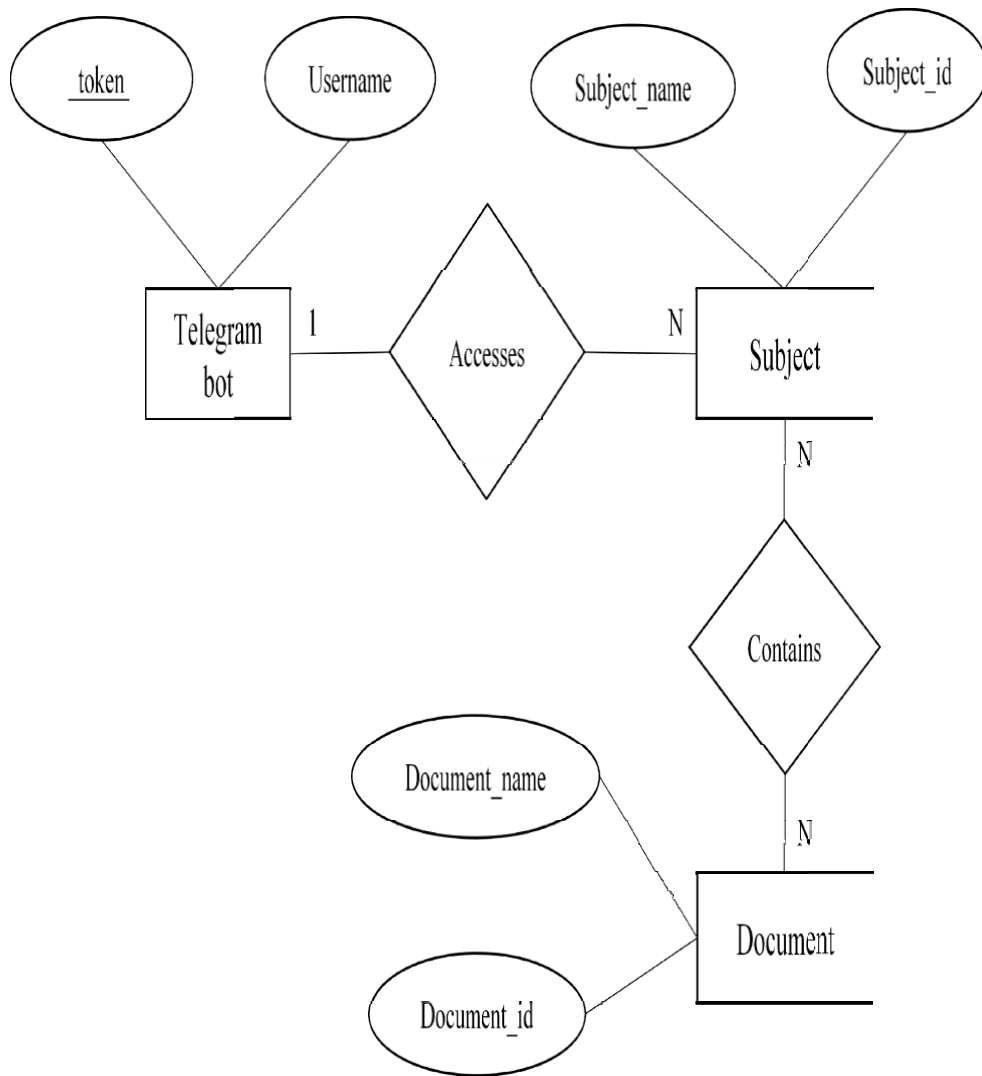 token
Username
Subject_name
Subject_id
Telegram
bot
1
Accesses
N
Subject
N
Contains
N
Document_name
Document
Document_id